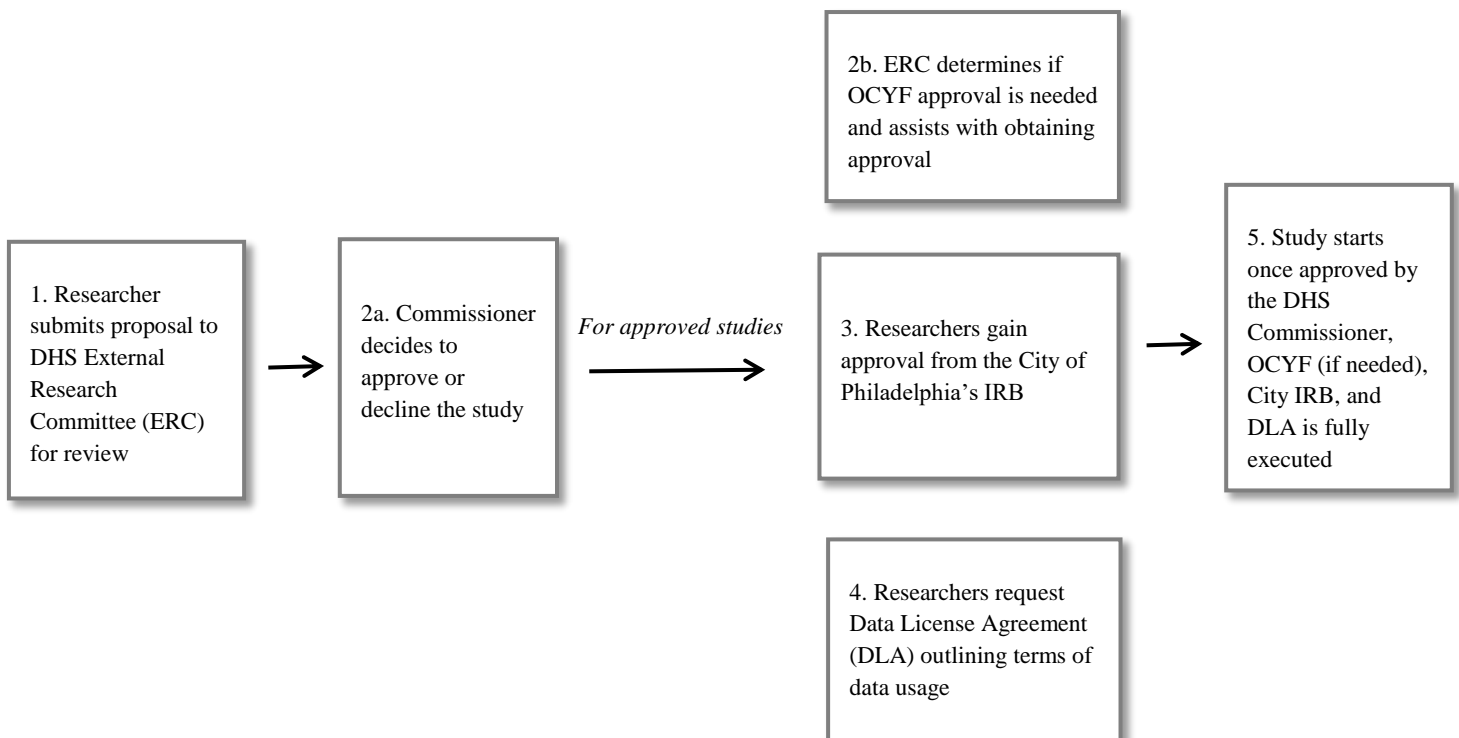 1. Researcher
submits proposal to
DHS External
Research
Committee (ERC)
for review
2a. Commissioner
decides to
approve or
decline the study
For approved studies
2b. ERC determines if
OCYF approval is needed
and assists with obtaining
approval
3. Researchers gain
approval from the City of
Philadelphia’s IRB
4. Researchers request
Data License Agreement
(DLA) outlining terms of
data usage
5. Study starts
once approved by
the DHS
Commissioner,
OCYF (if needed),
City IRB, and
DLA is fully
executed